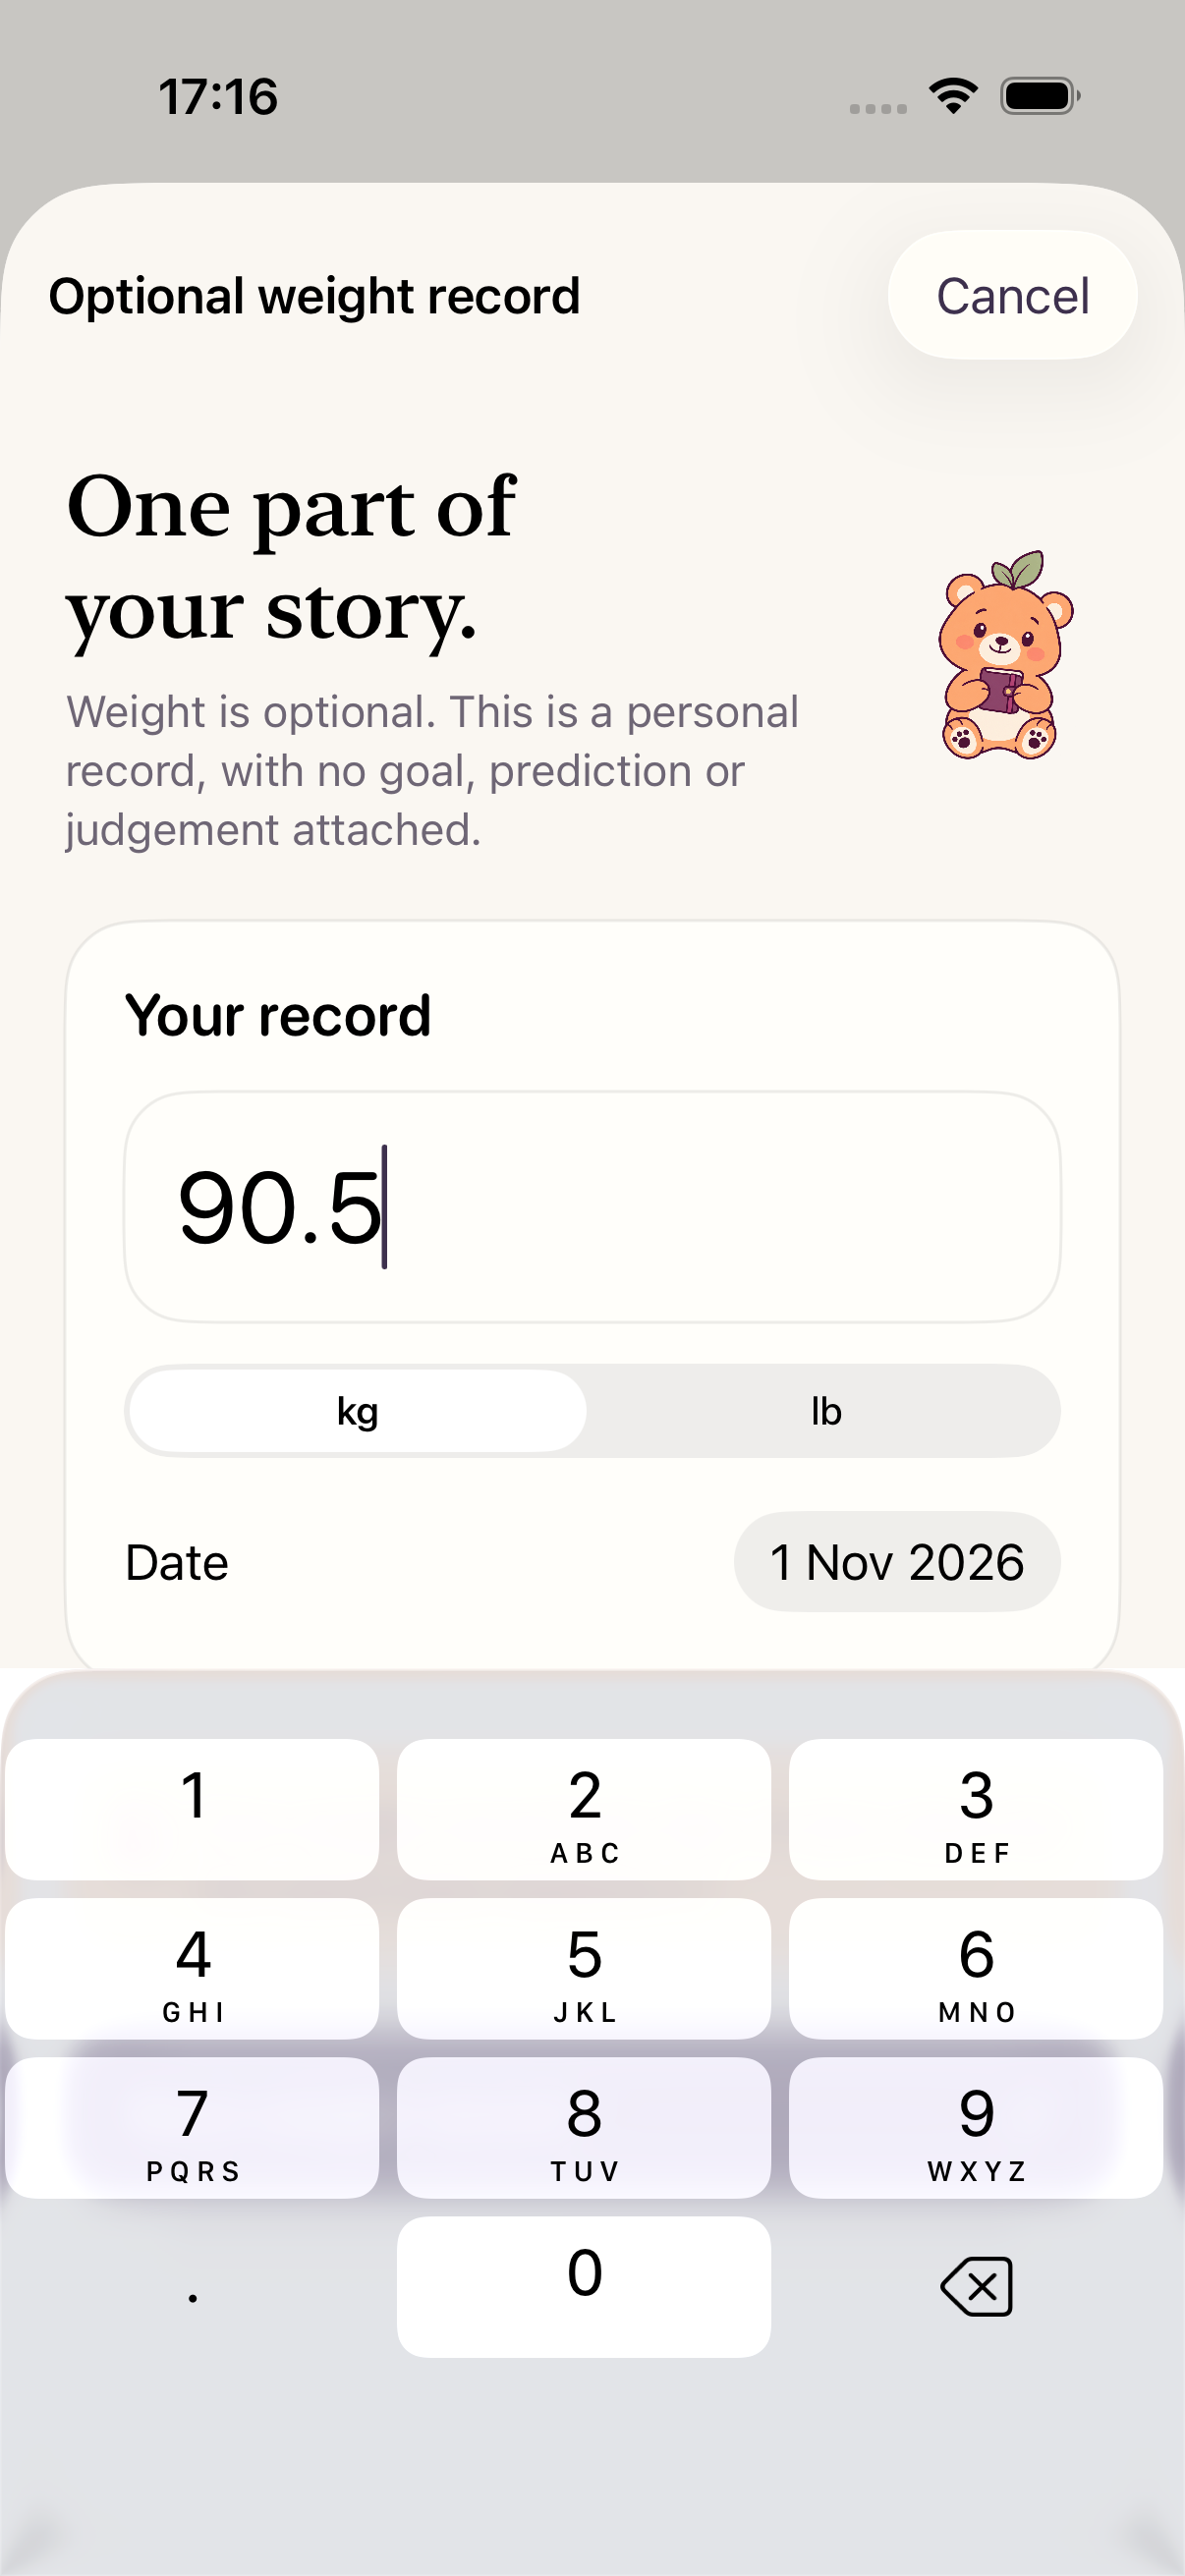 17:16
Optional weight record
Cancel
One part of
your story.
Weight is optional. This is a personal
record, with no goal, prediction or
judgement attached.
Your record
90.5
kg
lb
Date
1 Nov 2026
1
2
3
ABC
DEF
4
5
6
GHI
JKL
MNO
7
8
9
PQRS
TUV
WXYZ
.
0